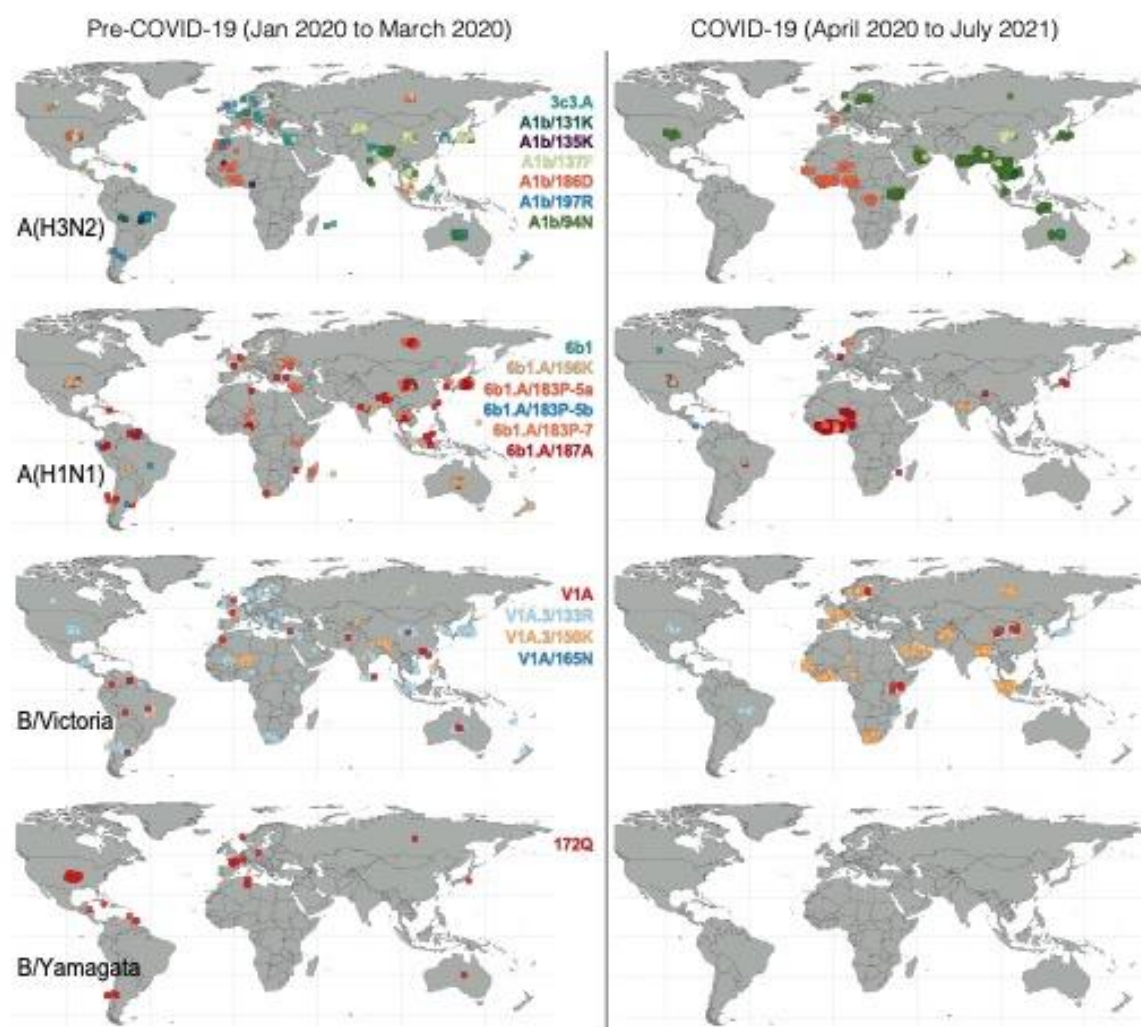 Pre-COVID-19 (Jan 2020 to March 2020)
COVID-19 (April 2020 to July 2021)
3c3.A
A1b/131K
A1b/135K
A1b/137F
A1b/186D
A1b/197R
A1b/94N
A(H3N2)
6b1
6b1.A/156K
6b1.A/183P-5a
6b1.A/183P-5b
6b1.A/183P-7
6b1.A/187A
A(H1N1)
V1A
V1A.3/133R
V1A.3/150K
V1A/165N
B/Victoria
172Q
B/Yamagata